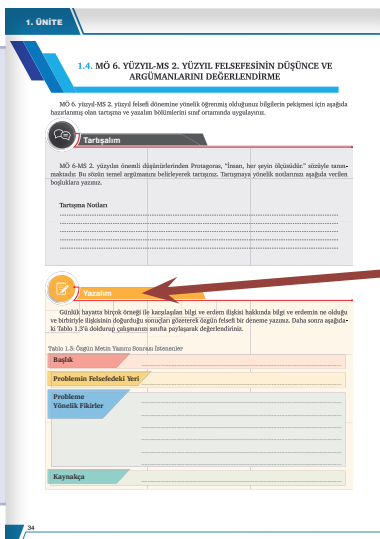 1. ÜNİTE
1.4. MÖ 6. YÜZYIL-MS 2. YÜZYIL FELSEFESİNİN DÜŞÜNCE VE
ARGÜMANLARINI DEĞERLENDİRME
MÖ 6. yüzyıl-MS 2. yüzyıl felsefi dönemine yönelik öğrenmiş olduğunuz bilgilerin pekişmesi için aşağıda
hazırlanmış olan tartışma ve yazalım bölümlerini sınıf ortamında uygulayınız.
Tartışalım
MÖ 6-MS 2. yüzyılın önemli düşünürlerinden Protagoras, "İnsan, her şeyin ölçüsüdür." sözüyle tanın-
maktadır. Bu sözün temel argümanını belirleyerek tartışınız. Tartışmaya yönelik notlarınızı aşağıda verilen
boşluklara yazınız.
Tartışma Notları
Yazalım
Günlük hayatta birçok örneği ile karşılaşılan bilgi ve erdem ilişkisi hakkında bilgi ve erdemin ne olduğu
ve birbiriyle ilişkisinin doğurduğu sonuçları gözeterek özgün felsefi bir deneme yazınız. Daha sonra aşağıda-
ki Tablo 1.3'ü doldurup çalışmanızı sınıfta paylaşarak değerlendiriniz.
Tablo 1.3: Özgün Metin Yazımı Sonrası İstenenler
Başlık
Problemin Felsefedeki Yeri
Probleme
Yönelik Fikirler
Kaynakça
34